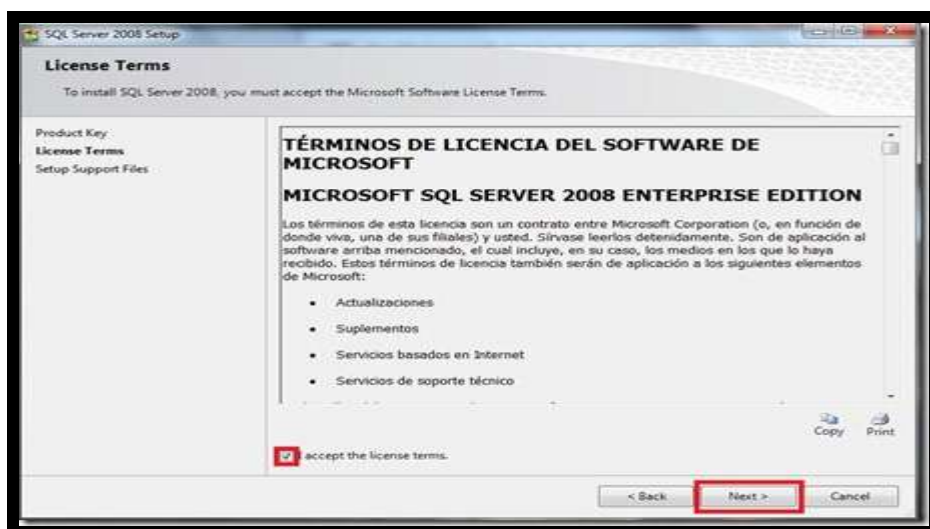 SQL Server 2008 Setup
License Terms
To install SQL Server 2008, you must accept the Microsoft Software License Terms.
Product Key
License Terms
Setup Support Files
TÉRMINOS DE LICENCIA DEL SOFTWARE DE
MICROSOFT
MICROSOFT SQL SERVER 2008 ENTERPRISE EDITION
Los términos de esta licencia son un contrato entre Microsoft Corporation (o, en función de
donde viva, una de sus filiales) y usted. Sírvase leerlos detenidamente. Son de aplicación al
software arriba mencionado, el cual incluye, en su caso, los medios en los que lo haya
recibido. Estos términos de licencia también serán de aplicación a los siguientes elementos
de Microsoft:
• Actualizaciones
• Suplementos
• Servicios basados en Internet
• Servicios de soporte técnico
Copy Print
accept the license terms.
< Back Next > Cancel